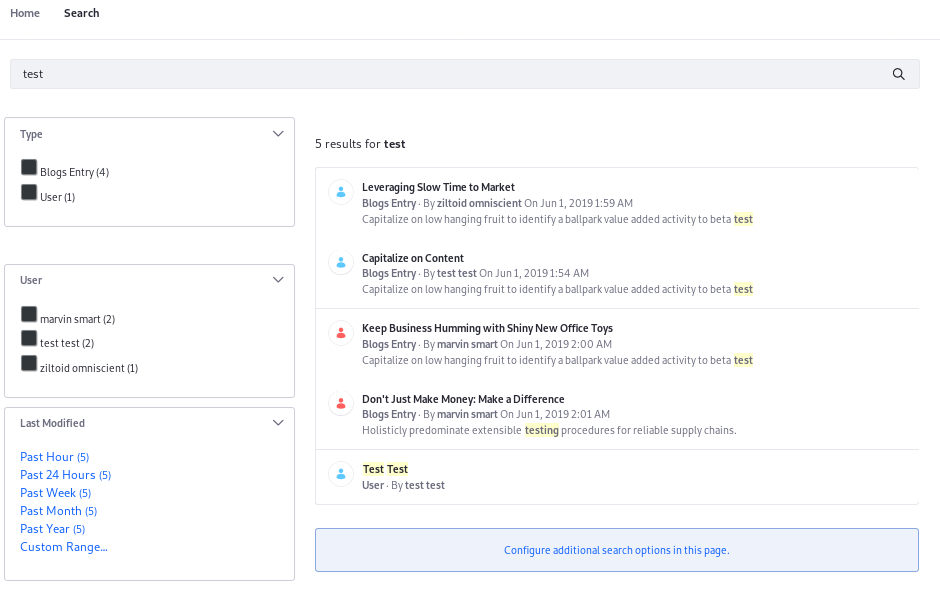 Home Search
test
Type
Blogs Entry (4)
User (1)
User
marvin smart (2)
test test (2)
ziltoid omniscient (1)
Last Modified
Past Hour (5)
Past 24 Hours (5)
Past Week (5)
Past Month (5)
Past Year (5)
Custom Range...
5 results for test
Leveraging Slow Time to Market
Blogs Entry · By ziltoid omniscient On Jun 1, 2019 1:59 AM
Capitalize on low hanging fruit to identify a ballpark value added activity to beta test
Capitalize on Content
Blogs Entry · By test test On Jun 1, 2019 1:54 AM
Capitalize on low hanging fruit to identify a ballpark value added activity to beta test
Keep Business Humming with Shiny New Office Toys
Blogs Entry · By marvin smart On Jun 1, 2019 2:00 AM
Capitalize on low hanging fruit to identify a ballpark value added activity to beta test
Don't Just Make Money: Make a Difference
Blogs Entry · By marvin smart On Jun 1, 2019 2:01 AM
Holisticly predominate extensible testing procedures for reliable supply chains.
Test Test
User · By test test
Configure additional search options in this page.